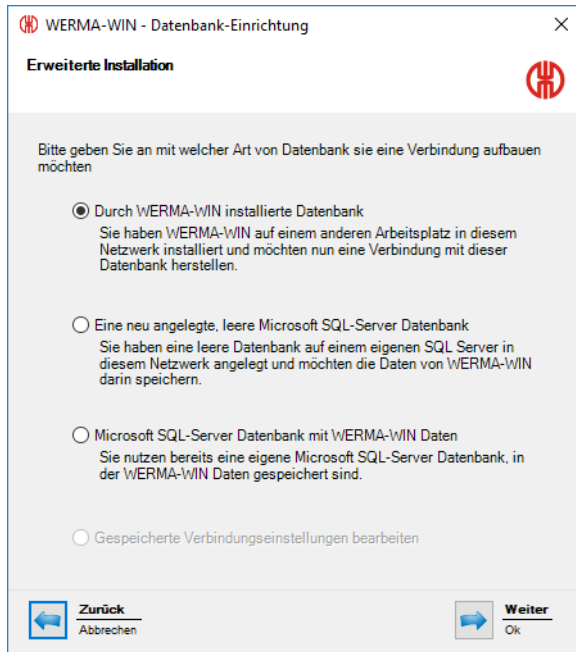 WERMA-WIN - Datenbank-Einrichtung
Erweiterte Installation
Bitte geben Sie an mit welcher Art von Datenbank sie eine Verbindung aufbauen
möchten
Durch WERMA-WIN installierte Datenbank
Sie haben WERMA-WIN auf einem anderen Arbeitsplatz in diesem
Netzwerk installiert und möchten nun eine Verbindung mit dieser
Datenbank herstellen.
Eine neu angelegte, leere Microsoft SQL-Server Datenbank
Sie haben eine leere Datenbank auf einem eigenen SQL Server in
diesem Netzwerk angelegt und möchten die Daten von WERMA-WIN
darin speichern.
Microsoft SQL-Server Datenbank mit WERMA-WIN Daten
Sie nutzen bereits eine eigene Microsoft SQL-Server Datenbank, in
der WERMA-WIN Daten gespeichert sind.
Gespeicherte Verbindungseinstellungen bearbeiten
Zurück
Abbrechen
Weiter
Ok